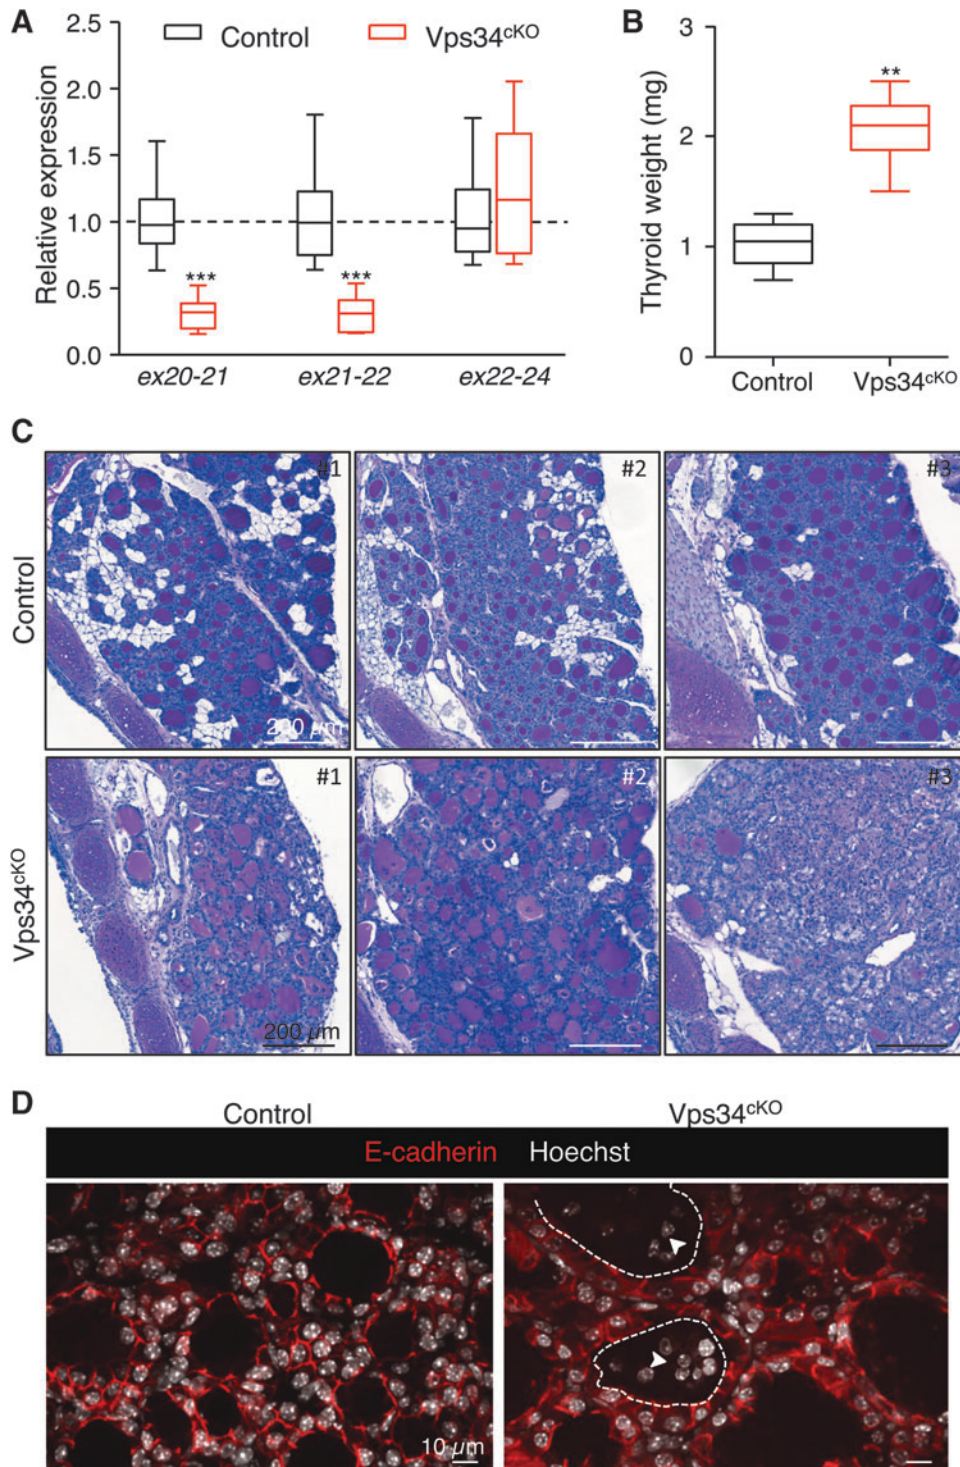 A
2.5
2.0
1.5
1.0
0.5
0.0
Relative expression
Control
Vps34cKO
***
***
ex20-21
ex21-22
ex22-24
B
3
2
1
0
Thyroid weight (mg)
**
Control
Vps34cKO
C
Control
#1
200 µm
#2
#3
Vps34cKO
#1
200 µm
#2
#3
D
Control
Vps34cKO
E-cadherin Hoechst
10 µm